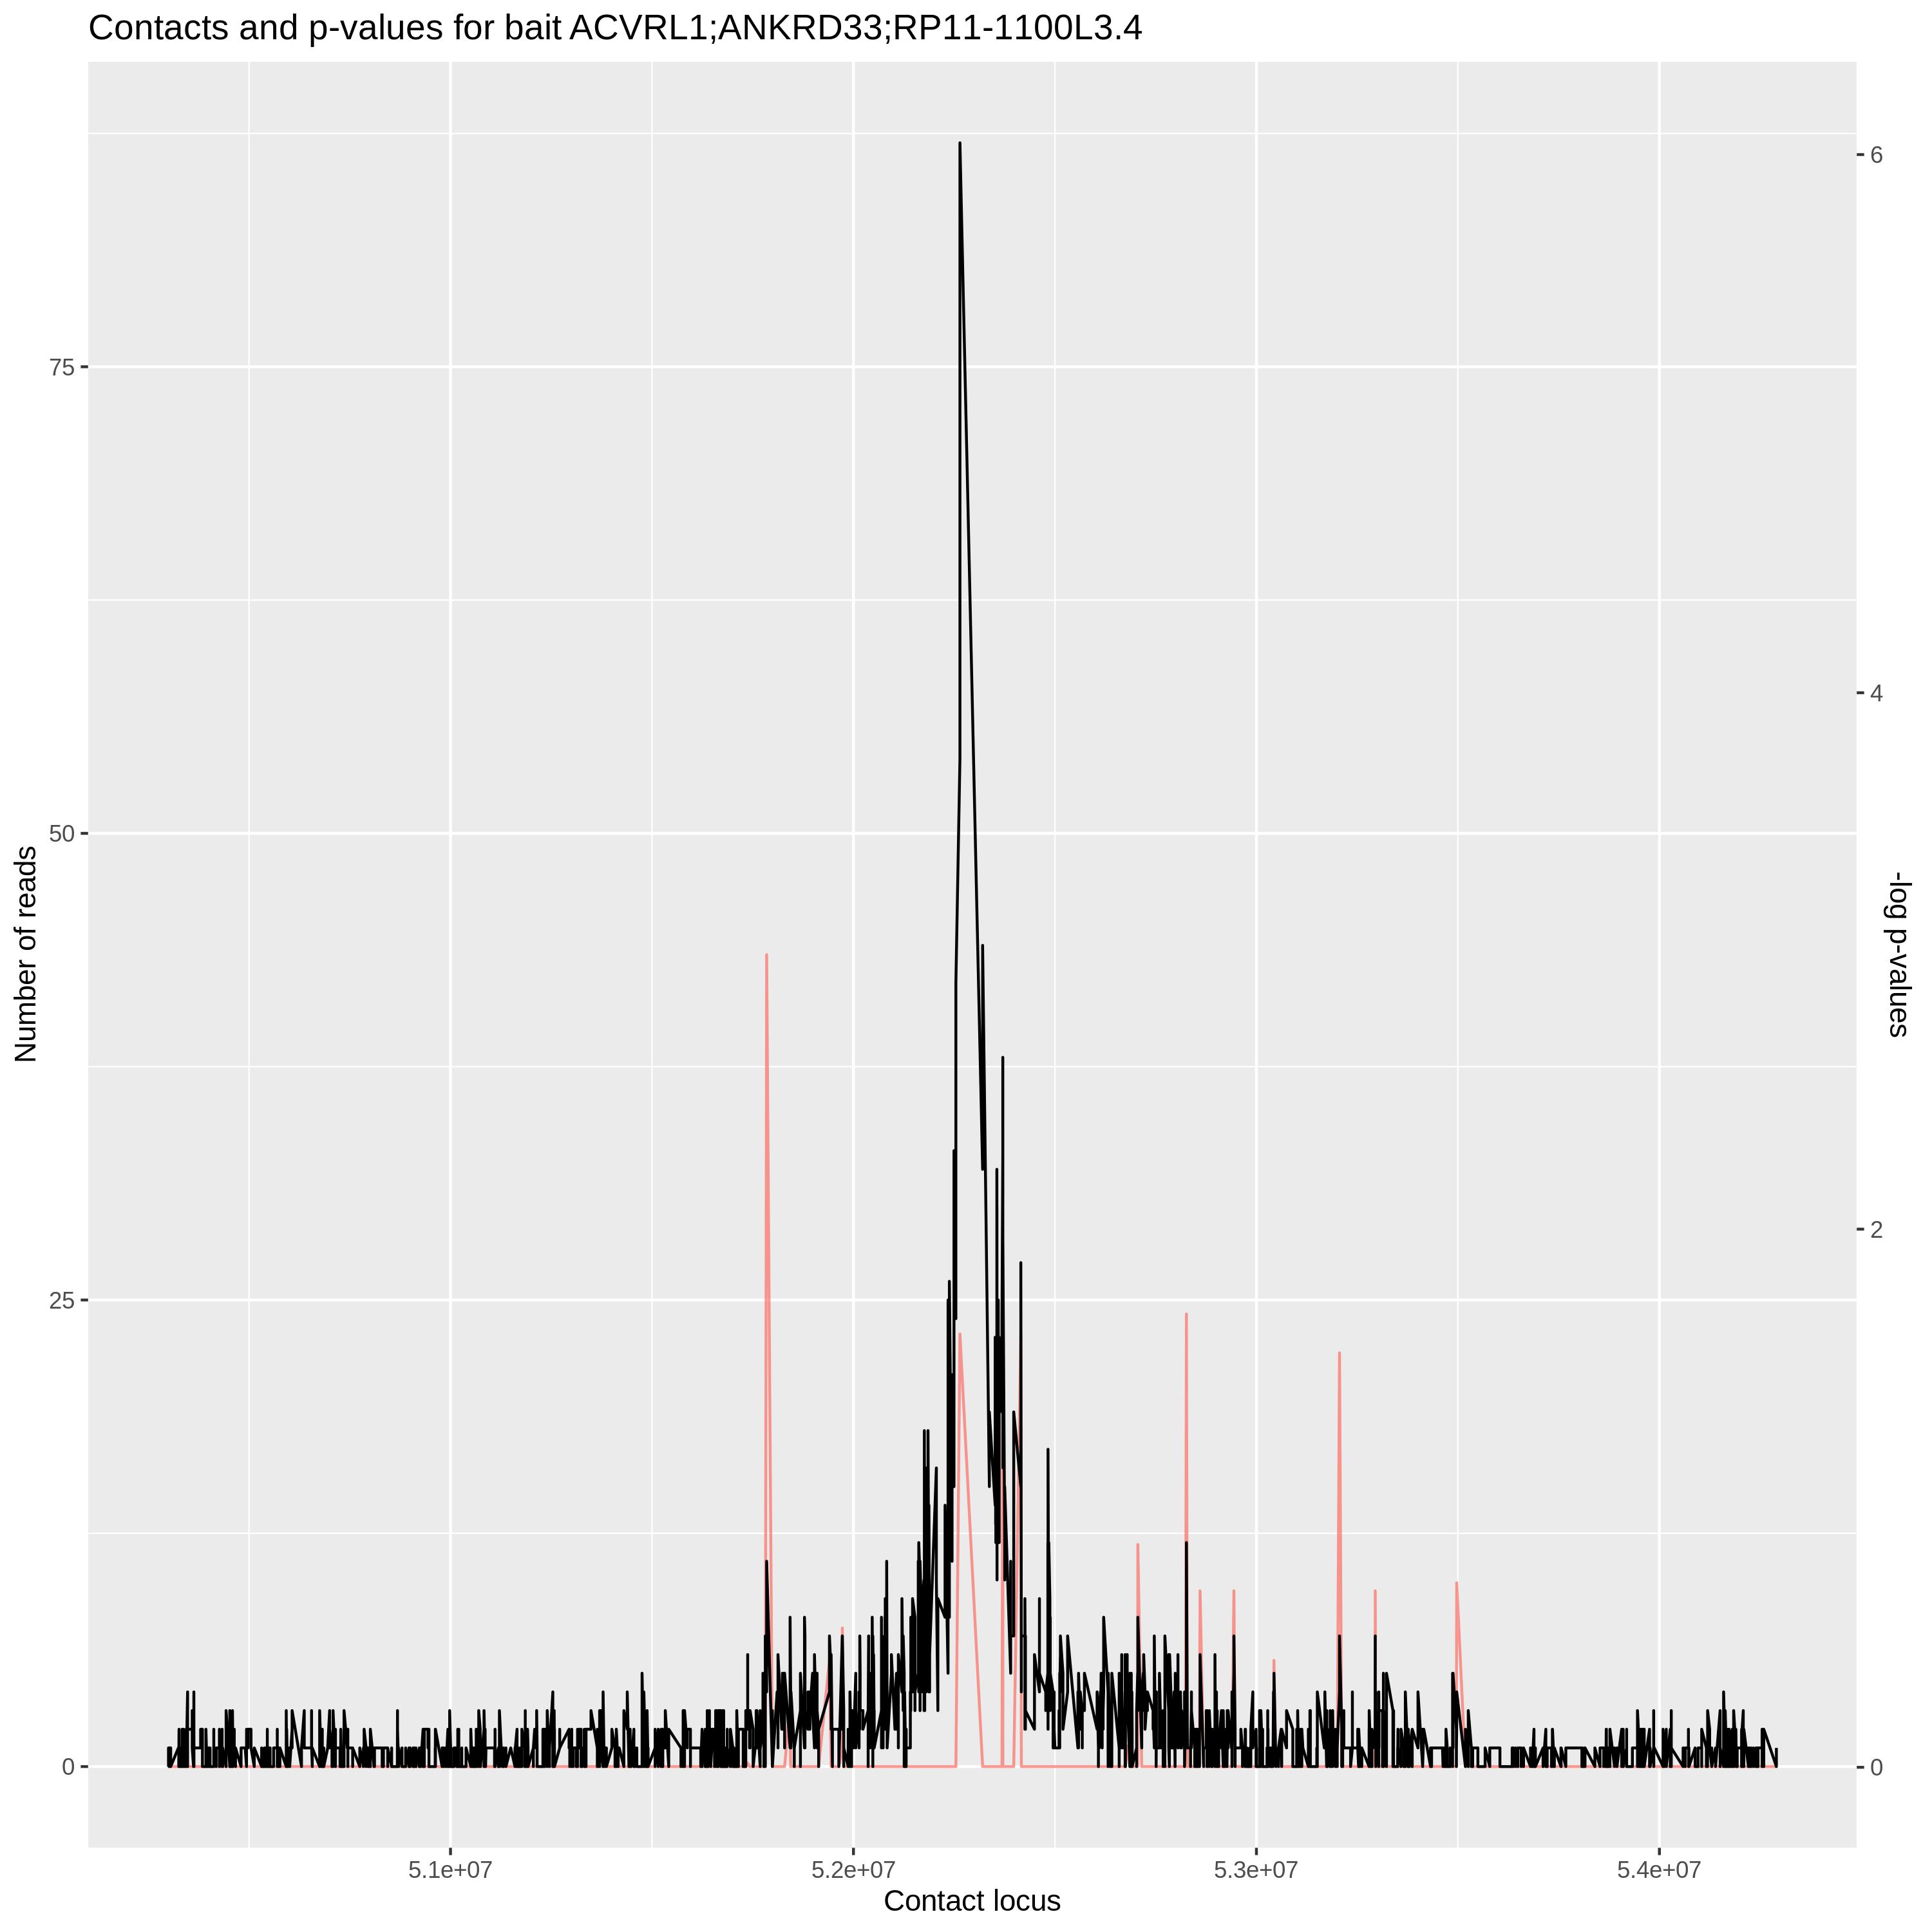 Contacts and p-values for bait ACVRL1;ANKRD33;RP11-1100L3.4
6
75
4
50
Number of reads
-log p-values
2
25
0
0
5.1e+07 5.2e+07 5.3e+07 5.4e+07
Contact locus